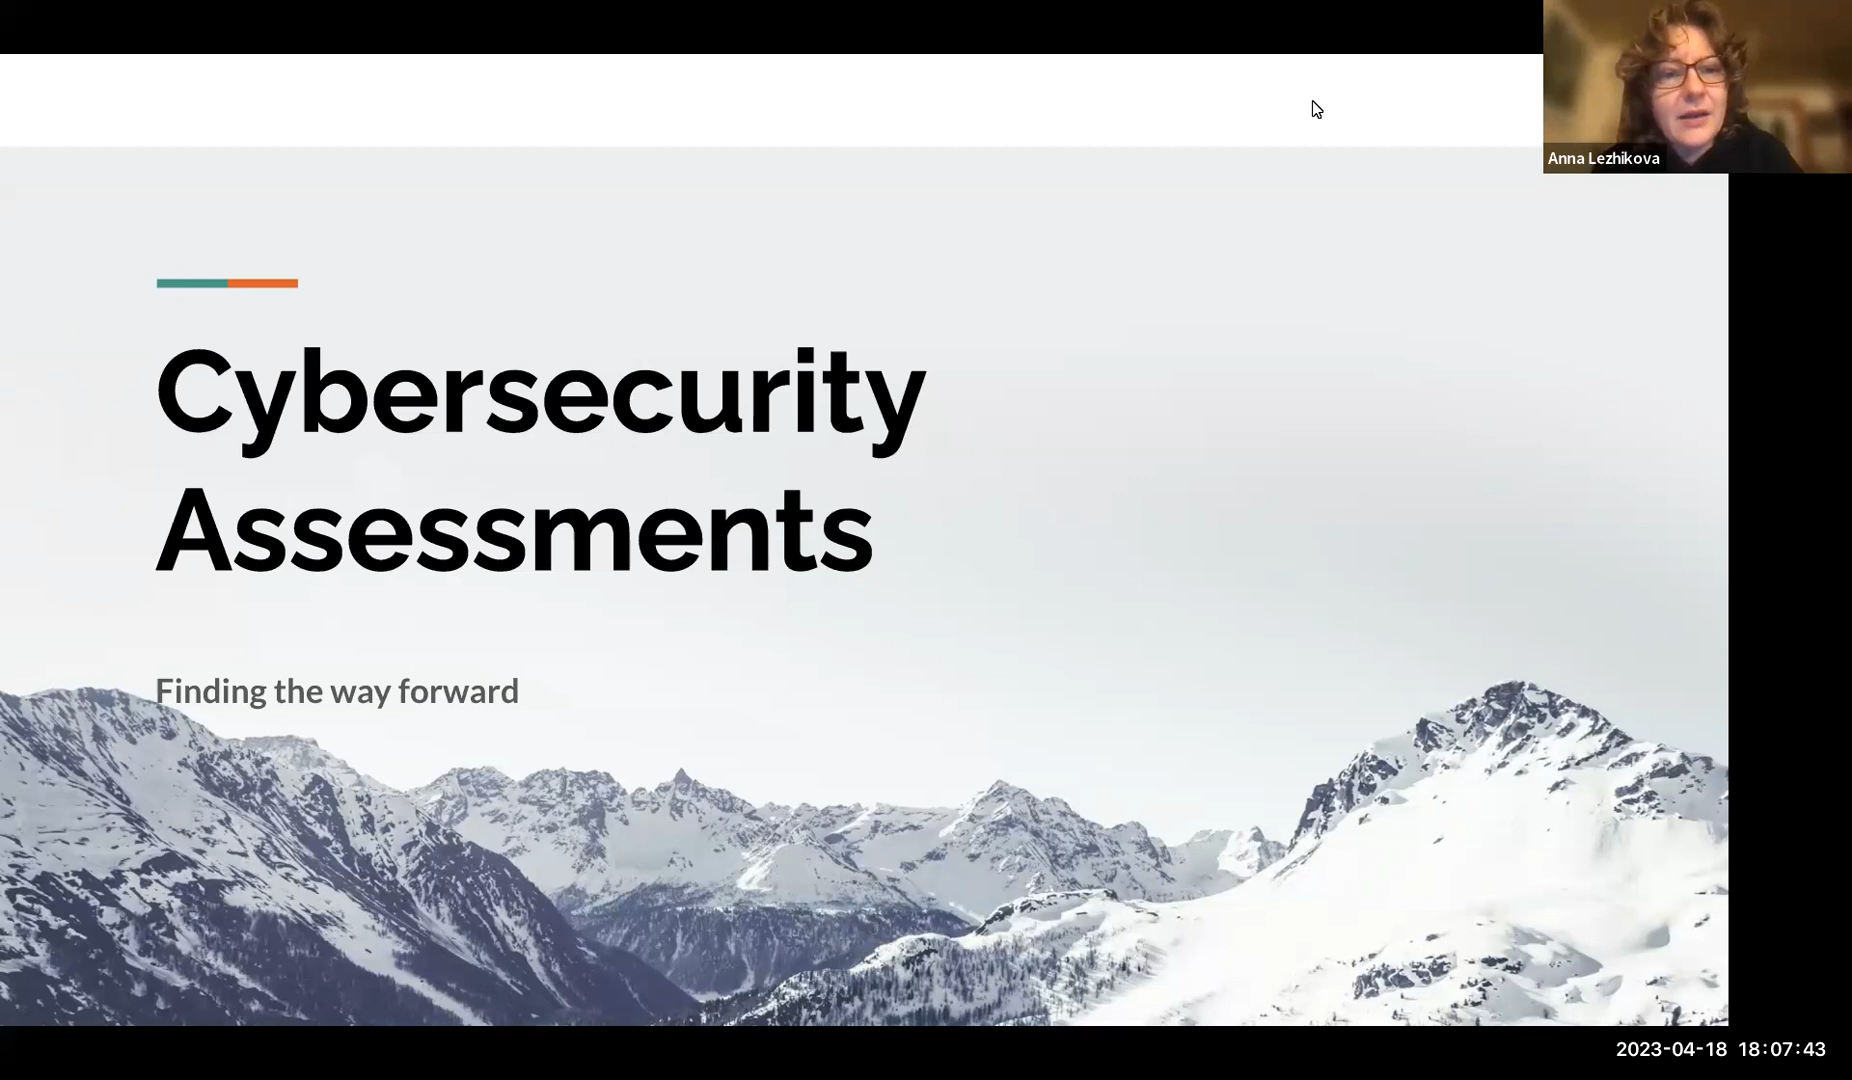 Anna Lezhikova
Cybersecurity
Assessments
Finding the way forward
2023-04-18 18:07:43